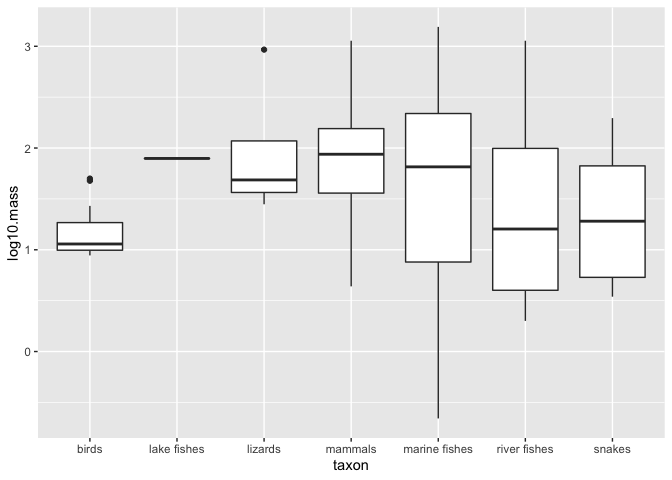 3
2
1
0
log10.mass
birds
lake fishes
lizards
mammals
marine fishes
river fishes
snakes
taxon